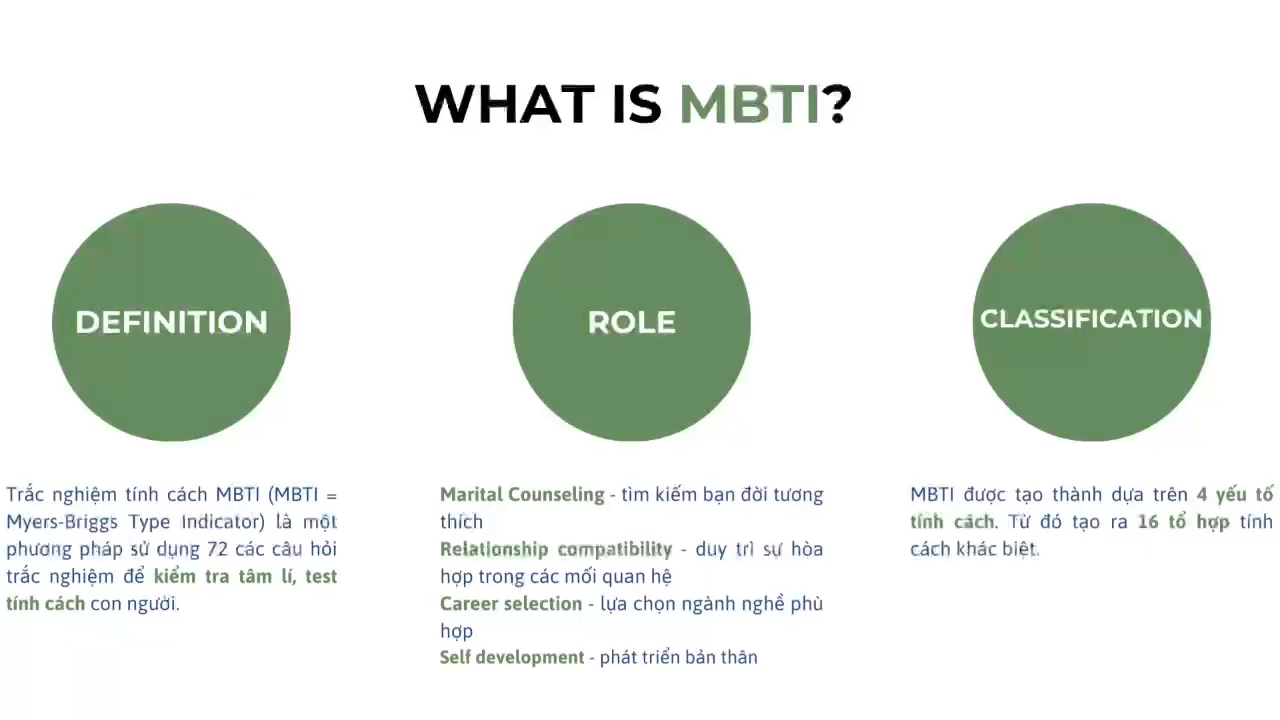 WHAT IS MBTI?
DEFINITION
Trắc nghiệm tính cách MBTI (MBTI =
Myers-Briggs Type Indicator) là một
phương pháp sử dụng 72 các câu hỏi
trắc nghiệm để kiểm tra tâm lí, test
tính cách con người.
ROLE
Marital Counseling - tìm kiếm bạn đời tương
thích
Relationship compatibility - duy trì sự hòa
hợp trong các mối quan hệ
Career selection - lựa chọn ngành nghề phù
hợp
Self development - phát triển bản thân
CLASSIFICATION
MBTI được tạo thành dựa trên 4 yếu tố
tính cách. Từ đó tạo ra 16 tổ hợp tính
cách khác biệt.